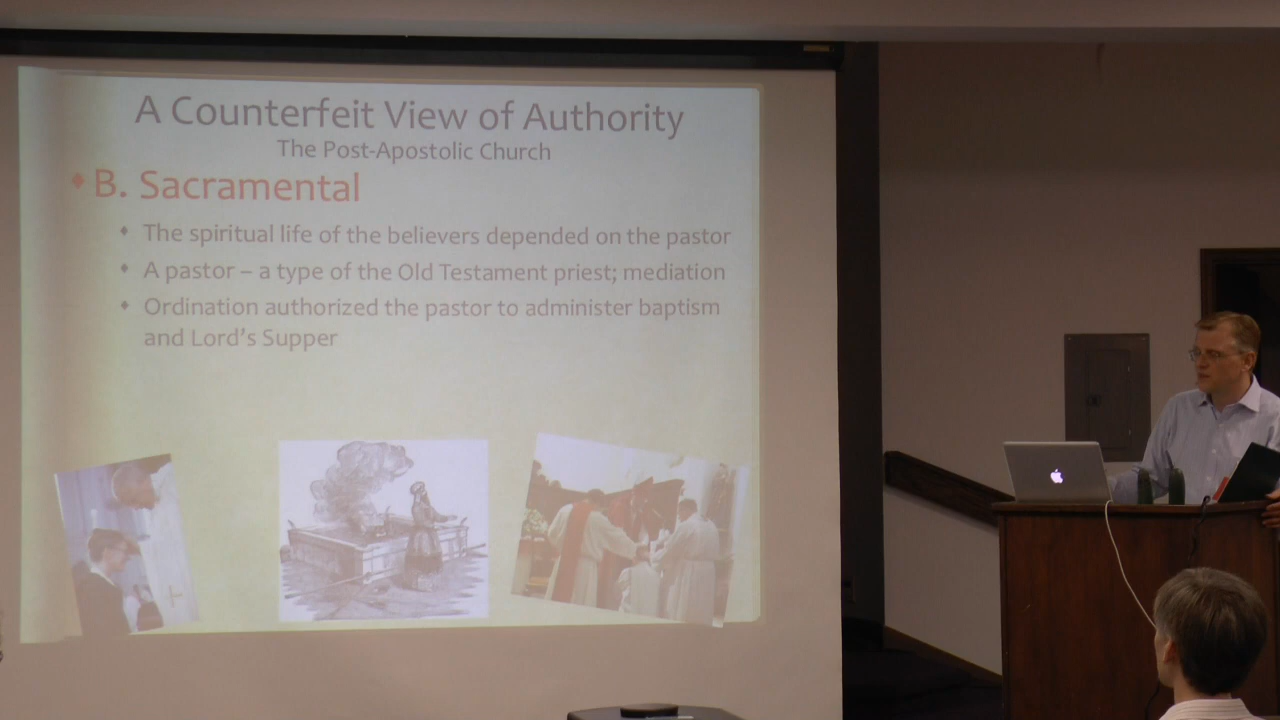 A Counterfeit View of Authority
The Post-Apostolic Church
B. Sacramental
The spiritual life of the believers depended on the pastor
A pastor – a type of the Old Testament priest; mediation
Ordination authorized the pastor to administer baptism
and Lord's Supper